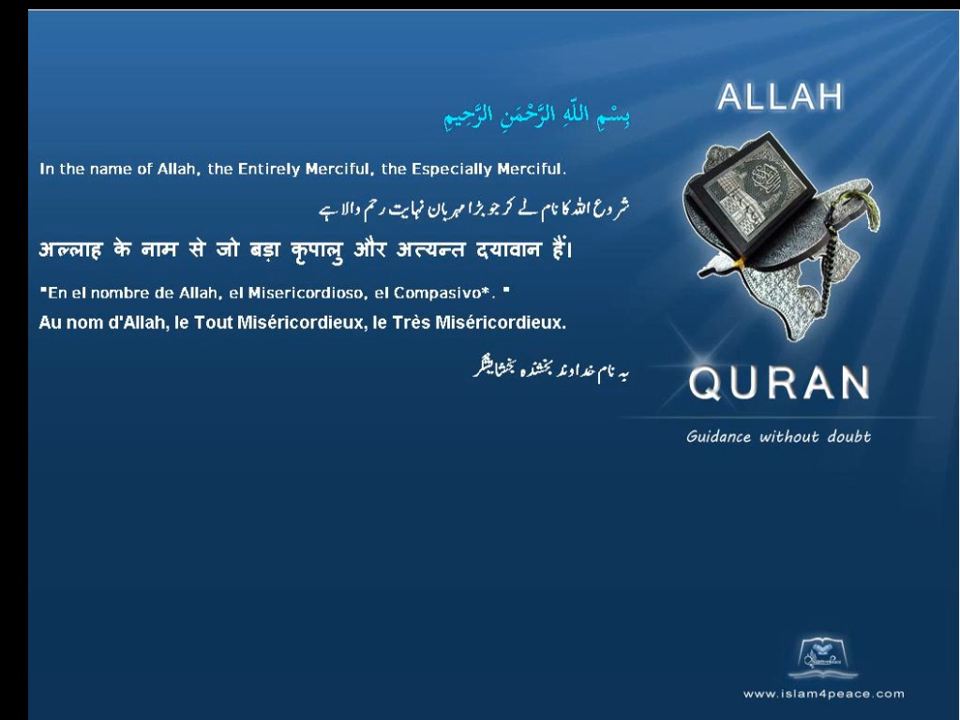 بِسْمِ اللَّهِ الرَّحْمَنِ الرَّحِيمِ
In the name of Allah, the Entirely Merciful, the Especially Merciful.
شروع الله کا نام لے کر جو بڑا مہربان نہایت رحم والا ہے
अल्लाह के नाम से जो बड़ा कृपालु और अत्यन्त दयावान हैं।
"En el nombre de Allah, el Misericordioso, el Compasivo*. "
Au nom d'Allah, le Tout Miséricordieux, le Très Miséricordieux.
به نام خداوند بخشنده بخشایشگر
ALLAH
QURAN
Guidance without doubt
www.islam4peace.com